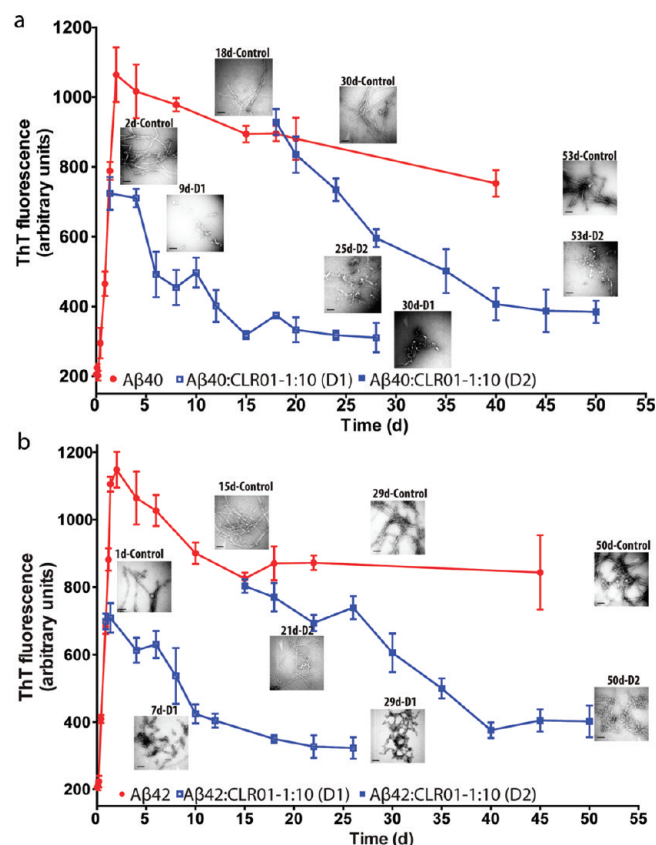 a
ThT fluorescence
(arbitrary units)
1200
1000
800
600
400
200
2d-Control
9d-D1
18d-Control
30d-Control
25d-D2
30d-D1
53d-Control
53d-D2
Aβ40 Aβ40:CLR01-1:10 (D1) Aβ40:CLR01-1:10 (D2)
0 5 10 15 20 25 30 35 40 45 50 55
Time (d)
b
ThT fluorescence
(arbitrary units)
1200
1000
800
600
400
200
1d-Control
7d-D1
15d-Control
21d-D2
29d-Control
29d-D1
50d-Control
50d-D2
Aβ42 Aβ42:CLR01-1:10 (D1) Aβ42:CLR01-1:10 (D2)
0 5 10 15 20 25 30 35 40 45 50 55
Time (d)